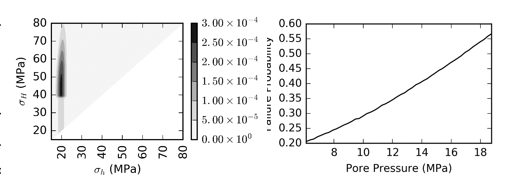 80
70
60
50
40
30
20
σ_H (MPa)
20 30 40 50 60 70 80
σ_h (MPa)
3.00 × 10⁻⁴
2.50 × 10⁻⁴
2.00 × 10⁻⁴
1.50 × 10⁻⁴
1.00 × 10⁻⁴
5.00 × 10⁻⁵
0.00 × 10⁰
0.60
0.55
0.50
0.45
0.40
0.35
0.30
0.25
0.20
Probability
8 10 12 14 16 18
Pore Pressure (MPa)